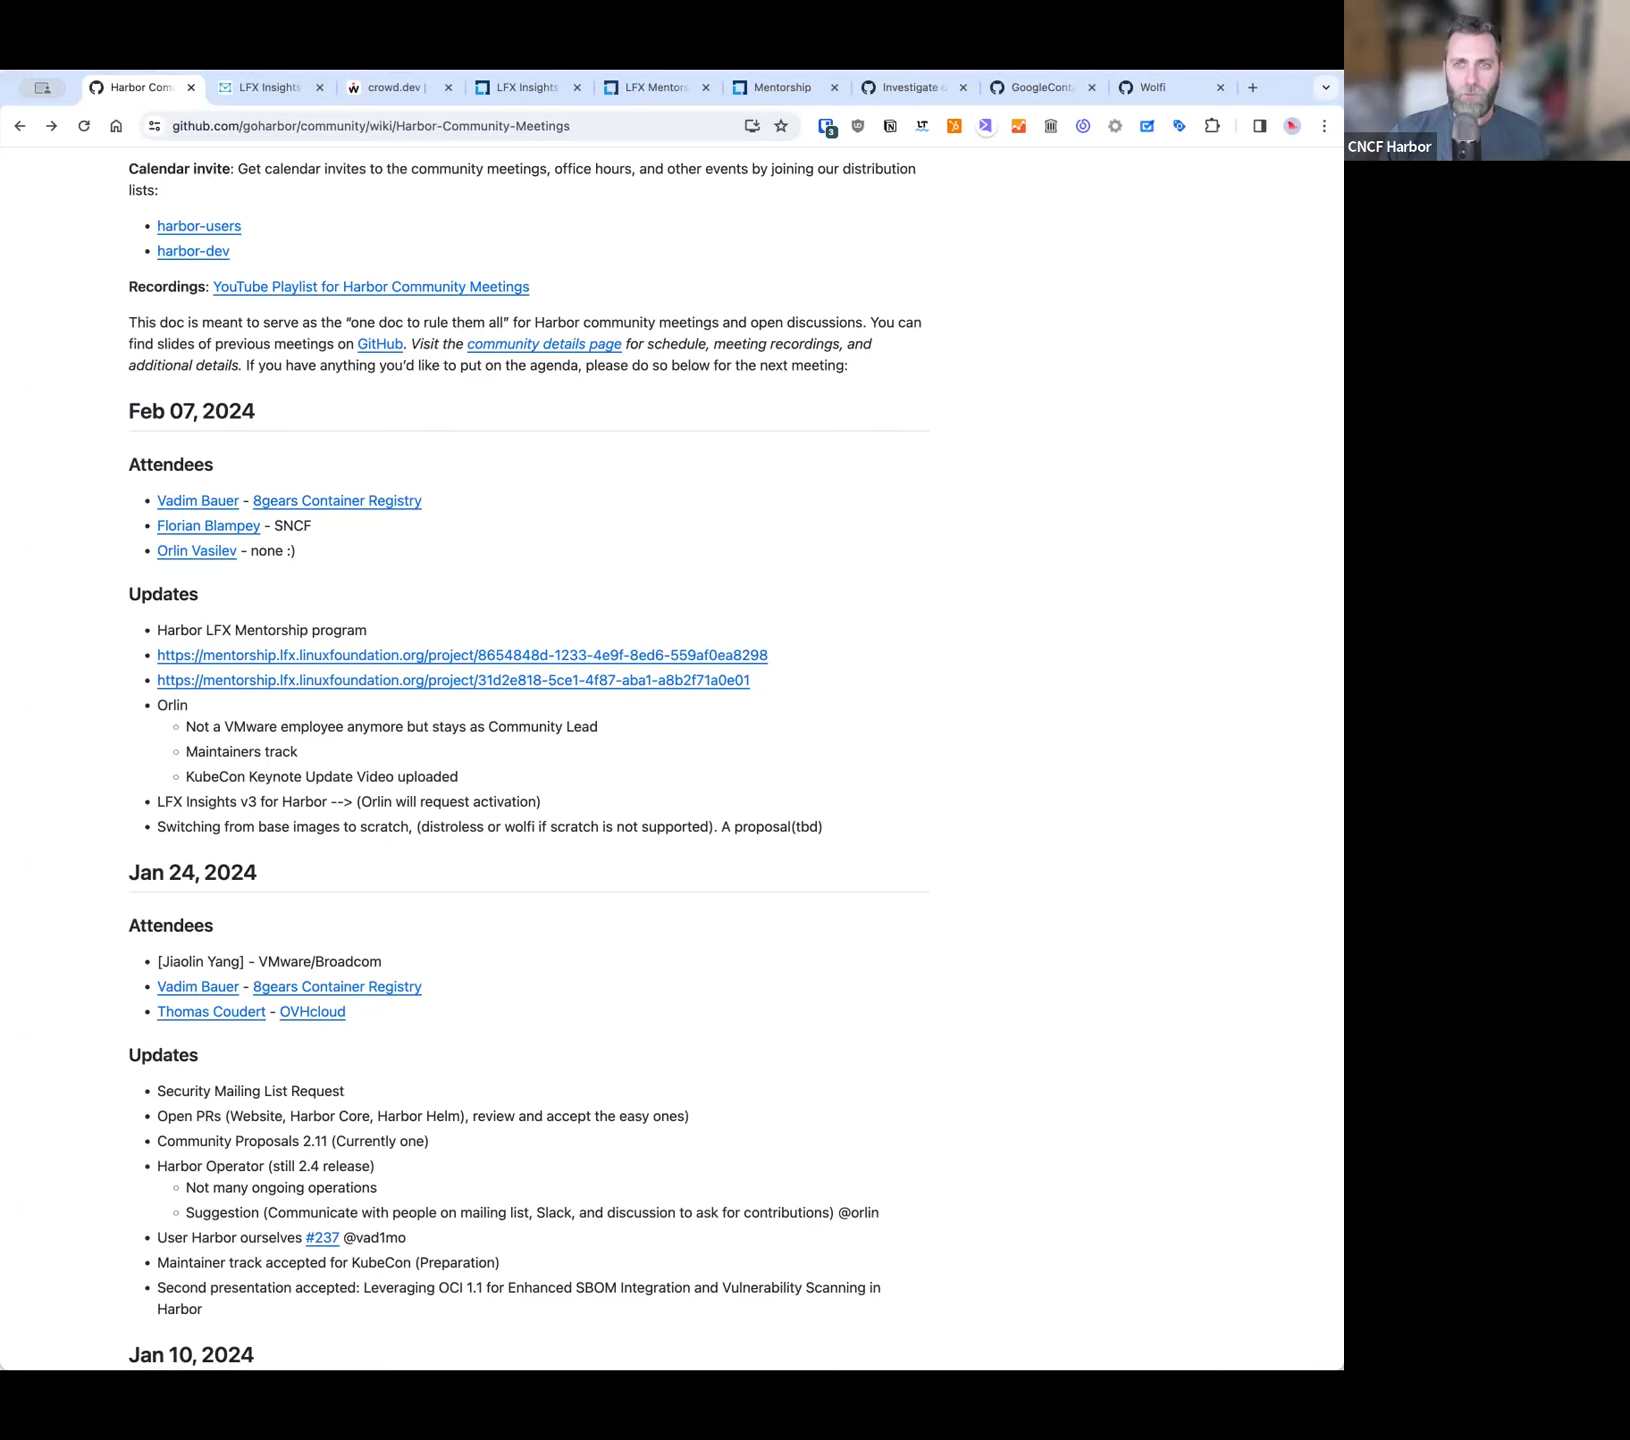 Harbor Com
LFX Insights
crowd.dev |
LFX Insights
LFX Mentors
Mentorship
Investigate
GoogleCont
Wolfi
github.com/goharbor/community/wiki/Harbor-Community-Meetings
3
CNCF Harbor
Calendar invite: Get calendar invites to the community meetings, office hours, and other events by joining our distribution
lists:
• harbor-users
• harbor-dev
Recordings: YouTube Playlist for Harbor Community Meetings
This doc is meant to serve as the “one doc to rule them all” for Harbor community meetings and open discussions. You can
find slides of previous meetings on GitHub. Visit the community details page for schedule, meeting recordings, and
additional details. If you have anything you’d like to put on the agenda, please do so below for the next meeting:
Feb 07, 2024
Attendees
• Vadim Bauer - 8gears Container Registry
• Florian Blampey - SNCF
• Orlin Vasilev - none :)
Updates
• Harbor LFX Mentorship program
• https://mentorship.lfx.linuxfoundation.org/project/8654848d-1233-4e9f-8ed6-559af0ea8298
• https://mentorship.lfx.linuxfoundation.org/project/31d2e818-5ce1-4f87-aba1-a8b2f71a0e01
• Orlin
◦ Not a VMware employee anymore but stays as Community Lead
◦ Maintainers track
◦ KubeCon Keynote Update Video uploaded
• LFX Insights v3 for Harbor --> (Orlin will request activation)
• Switching from base images to scratch, (distroless or wolfi if scratch is not supported). A proposal(tbd)
Jan 24, 2024
Attendees
• [Jiaolin Yang] - VMware/Broadcom
• Vadim Bauer - 8gears Container Registry
• Thomas Coudert - OVHcloud
Updates
• Security Mailing List Request
• Open PRs (Website, Harbor Core, Harbor Helm), review and accept the easy ones)
• Community Proposals 2.11 (Currently one)
• Harbor Operator (still 2.4 release)
◦ Not many ongoing operations
◦ Suggestion (Communicate with people on mailing list, Slack, and discussion to ask for contributions) @orlin
• User Harbor ourselves #237 @vad1mo
• Maintainer track accepted for KubeCon (Preparation)
• Second presentation accepted: Leveraging OCI 1.1 for Enhanced SBOM Integration and Vulnerability Scanning in
Harbor
Jan 10, 2024